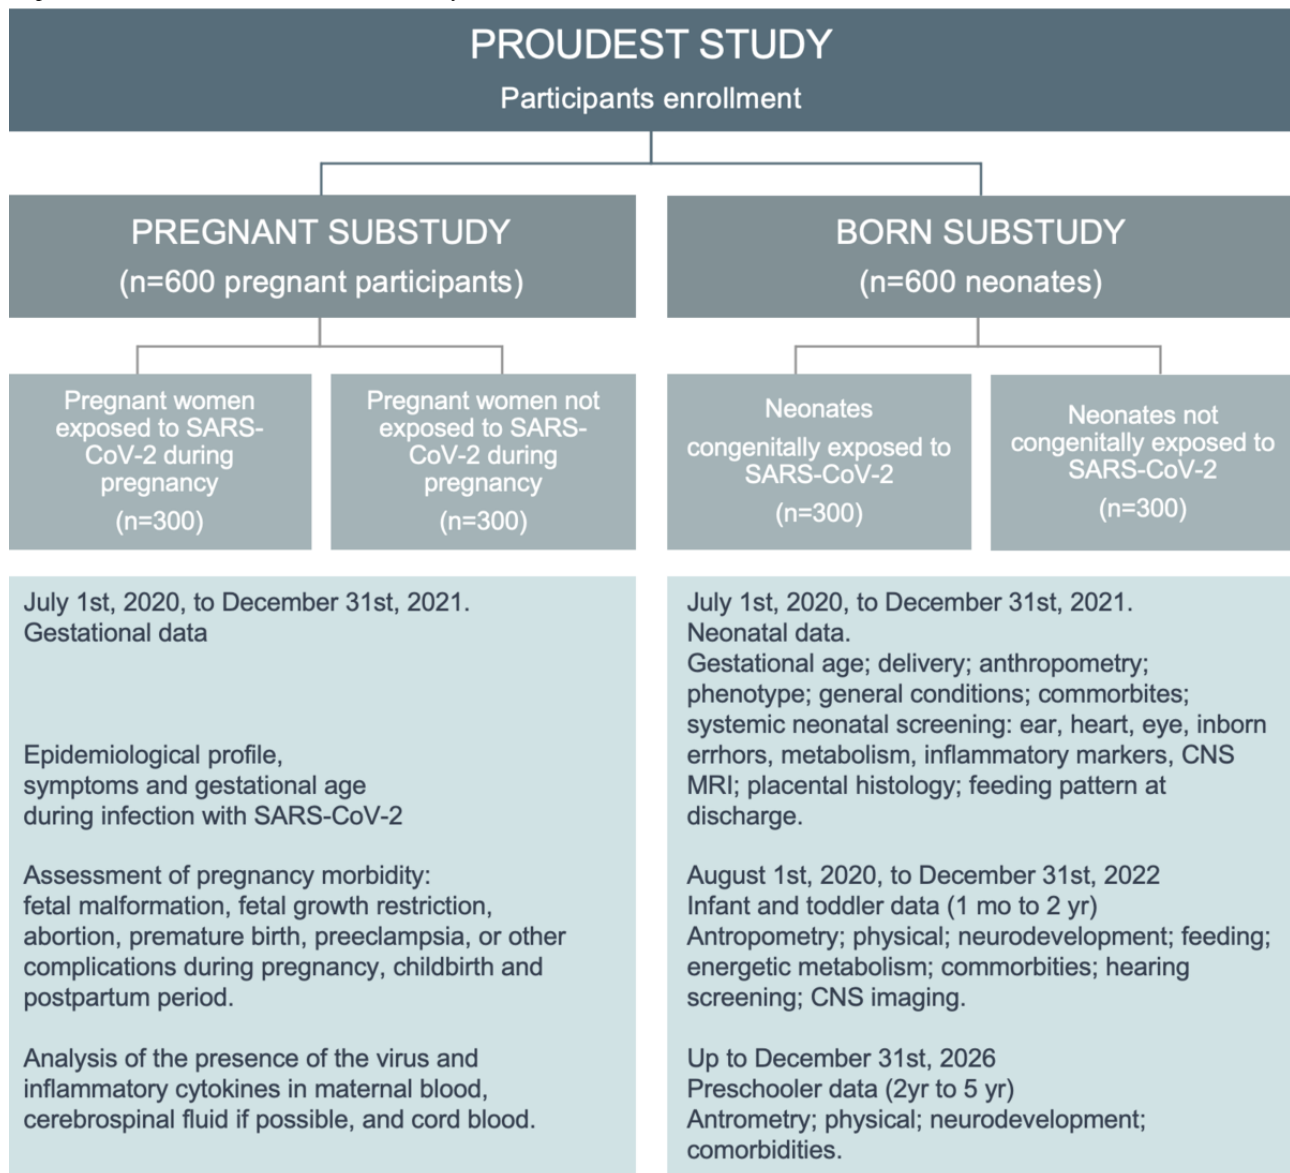 PROUDEST STUDY
Participants enrollment
PREGNANT SUBSTUDY
(n=600 pregnant participants)
BORN SUBSTUDY
(n=600 neonates)
Pregnant women
exposed to SARS-
CoV-2 during
pregnancy
(n=300)
Pregnant women not
exposed to SARS-
CoV-2 during
pregnancy
(n=300)
Neonates
congenitally exposed to
SARS-CoV-2
(n=300)
Neonates not
congenitally exposed to
SARS-CoV-2
(n=300)
July 1st, 2020, to December 31st, 2021.
Gestational data
Epidemiological profile,
symptoms and gestational age
during infection with SARS-CoV-2
Assessment of pregnancy morbidity:
fetal malformation, fetal growth restriction,
abortion, premature birth, preeclampsia, or other
complications during pregnancy, childbirth and
postpartum period.
Analysis of the presence of the virus and
inflammatory cytokines in maternal blood,
cerebrospinal fluid if possible, and cord blood.
July 1st, 2020, to December 31st, 2021.
Neonatal data.
Gestational age; delivery; anthropometry;
phenotype; general conditions; commorbites;
systemic neonatal screening: ear, heart, eye, inborn
errhors, metabolism, inflammatory markers, CNS
MRI; placental histology; feeding pattern at
discharge.
August 1st, 2020, to December 31st, 2022
Infant and toddler data (1 mo to 2 yr)
Antropometry; physical; neurodevelopment; feeding;
energetic metabolism; commorbities; hearing
screening; CNS imaging.
Up to December 31st, 2026
Preschooler data (2yr to 5 yr)
Antrometry; physical; neurodevelopment;
comorbidities.